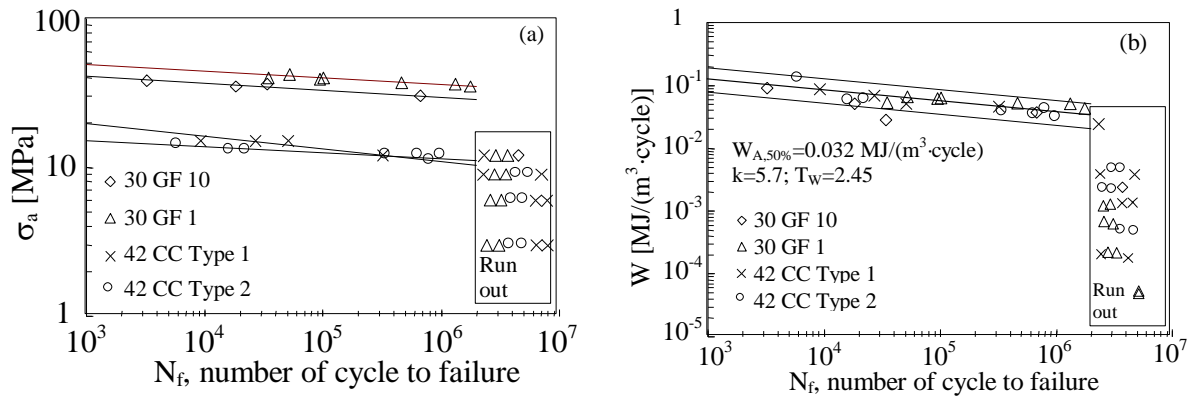 (a)
100
10
1
σa [MPa]
30 GF 10
30 GF 1
42 CC Type 1
42 CC Type 2
Run
out
10³ 10⁴ 10⁵ 10⁶ 10⁷
Nf, number of cycle to failure
(b)
1
10⁻¹
10⁻²
10⁻³
10⁻⁴
10⁻⁵
W [MJ/(m³·cycle)]
WA,50%=0.032 MJ/(m³·cycle)
k=5.7; TW=2.45
30 GF 10
30 GF 1
42 CC Type 1
42 CC Type 2
Run
out
10³ 10⁴ 10⁵ 10⁶ 10⁷
Nf, number of cycle to failure